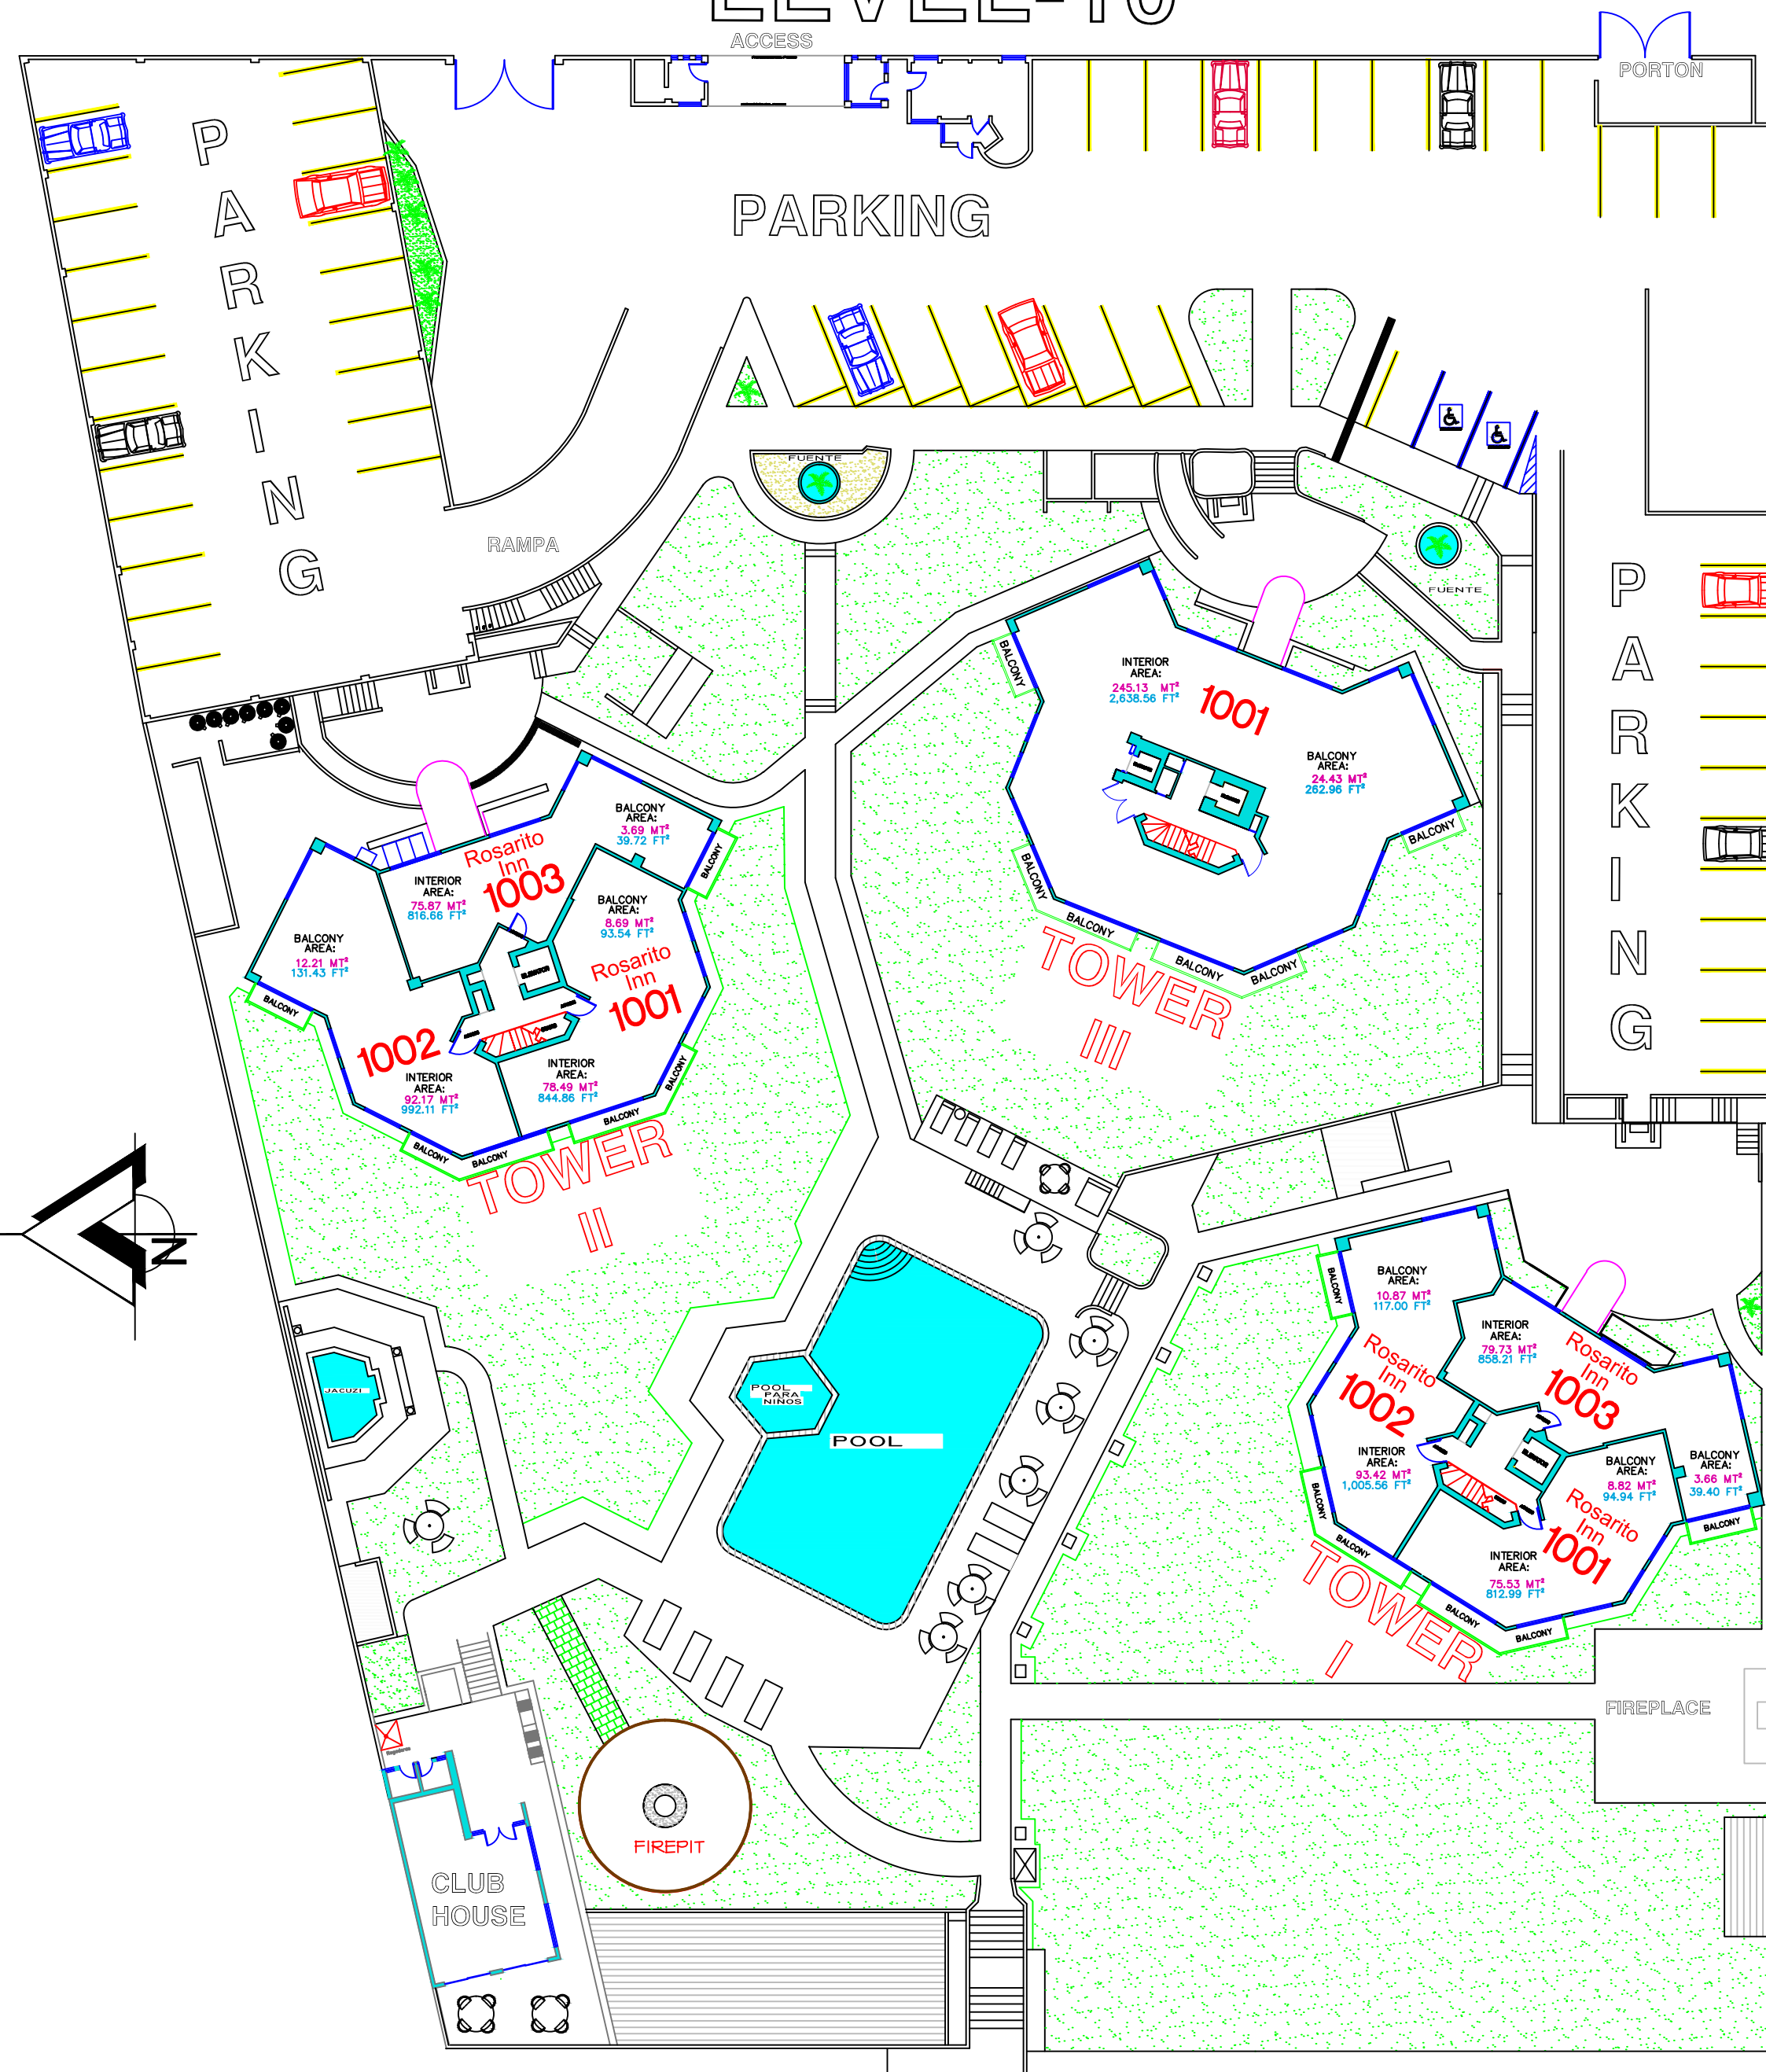 LEVEL-10
ACCESS
PORTON
PARKING
PARKING
FUENTE
RAMPA
FUENTE
PARKING
BALCONY
INTERIOR
AREA:
245.13 MT²
2,638.56 FT²
1001
BALCONY
AREA:
24.43 MT²
262.96 FT²
BALCONY
BALCONY
BALCONY
BALCONY
BALCONY
TOWER
III
BALCONY
AREA:
3.69 MT²
39.72 FT²
BALCONY
Rosarito
Inn
1003
INTERIOR
AREA:
75.87 MT²
816.66 FT²
BALCONY
AREA:
8.69 MT²
93.54 FT²
BALCONY
AREA:
12.21 MT²
131.43 FT²
BALCONY
ELEVATOR
Rosarito
Inn
1001
1002
INTERIOR
AREA:
92.17 MT²
992.11 FT²
INTERIOR
AREA:
78.49 MT²
844.86 FT²
BALCONY
BALCONY
BALCONY
BALCONY
TOWER
II
N
JACUZI
POOL
PARA
NIÑOS
POOL
BALCONY
BALCONY
AREA:
10.87 MT²
117.00 FT²
INTERIOR
AREA:
79.73 MT²
858.21 FT²
Rosarito
Inn
1003
Rosarito
Inn
1002
INTERIOR
AREA:
93.42 MT²
1,005.56 FT²
ELEVATOR
BALCONY
AREA:
8.82 MT²
94.94 FT²
BALCONY
AREA:
3.66 MT²
39.40 FT²
BALCONY
Rosarito
Inn
1001
INTERIOR
AREA:
75.53 MT²
812.99 FT²
BALCONY
BALCONY
BALCONY
BALCONY
TOWER
I
FIREPLACE
FIREPIT
CLUB
HOUSE